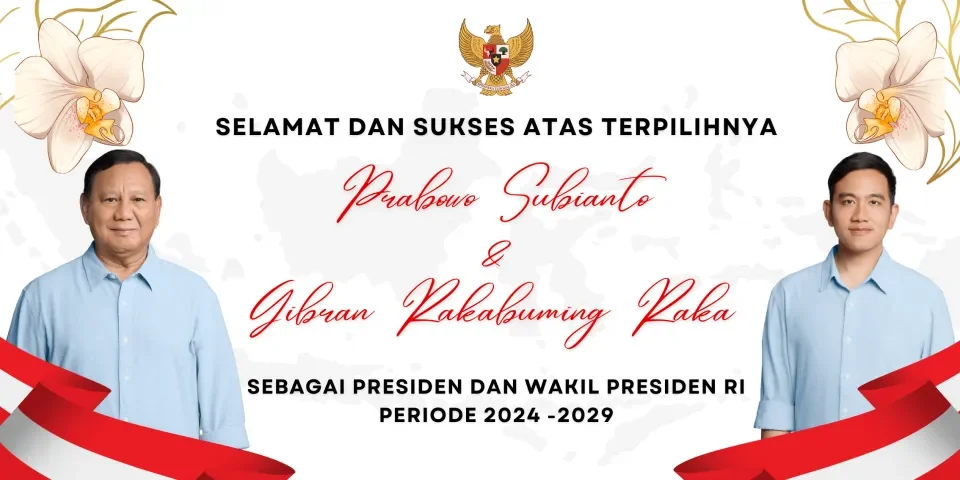 SELAMAT DAN SUKSES ATAS TERPILIHNYA
Prabowo Subianto
&
Gibran Rakabuming Raka
SEBAGAI PRESIDEN DAN WAKIL PRESIDEN RI
PERIODE 2024 -2029